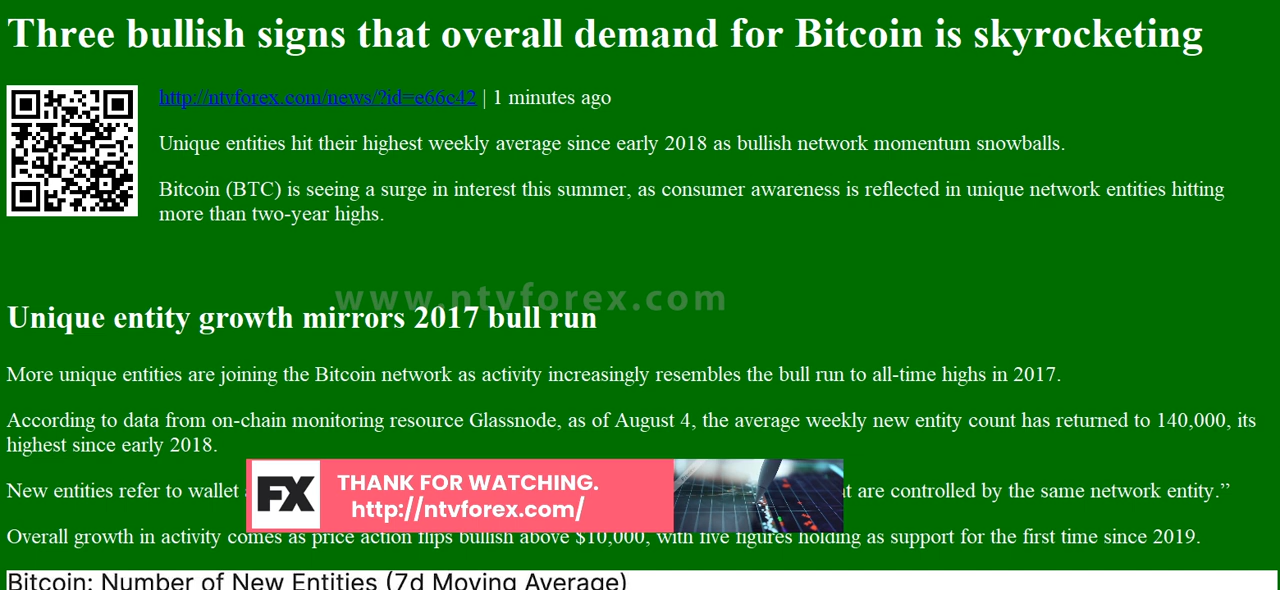 Three bullish signs that overall demand for Bitcoin is skyrocketing
http://ntvforex.com/news/?id=e66c42 | 1 minutes ago
Unique entities hit their highest weekly average since early 2018 as bullish network momentum snowballs.
Bitcoin (BTC) is seeing a surge in interest this summer, as consumer awareness is reflected in unique network entities hitting
more than two-year highs.
www.ntvforex.com
Unique entity growth mirrors 2017 bull run
More unique entities are joining the Bitcoin network as activity increasingly resembles the bull run to all-time highs in 2017.
According to data from on-chain monitoring resource Glassnode, as of August 4, the average weekly new entity count has returned to 140,000, its
highest since early 2018.
New entities refer to wallet are controlled by the same network entity.”
FX
THANK FOR WATCHING.
http://ntvforex.com/
Overall growth in activity comes as price action flips bullish above $10,000, with five figures holding as support for the first time since 2019.
Bitcoin: Number of New Entities (7d Moving Average)